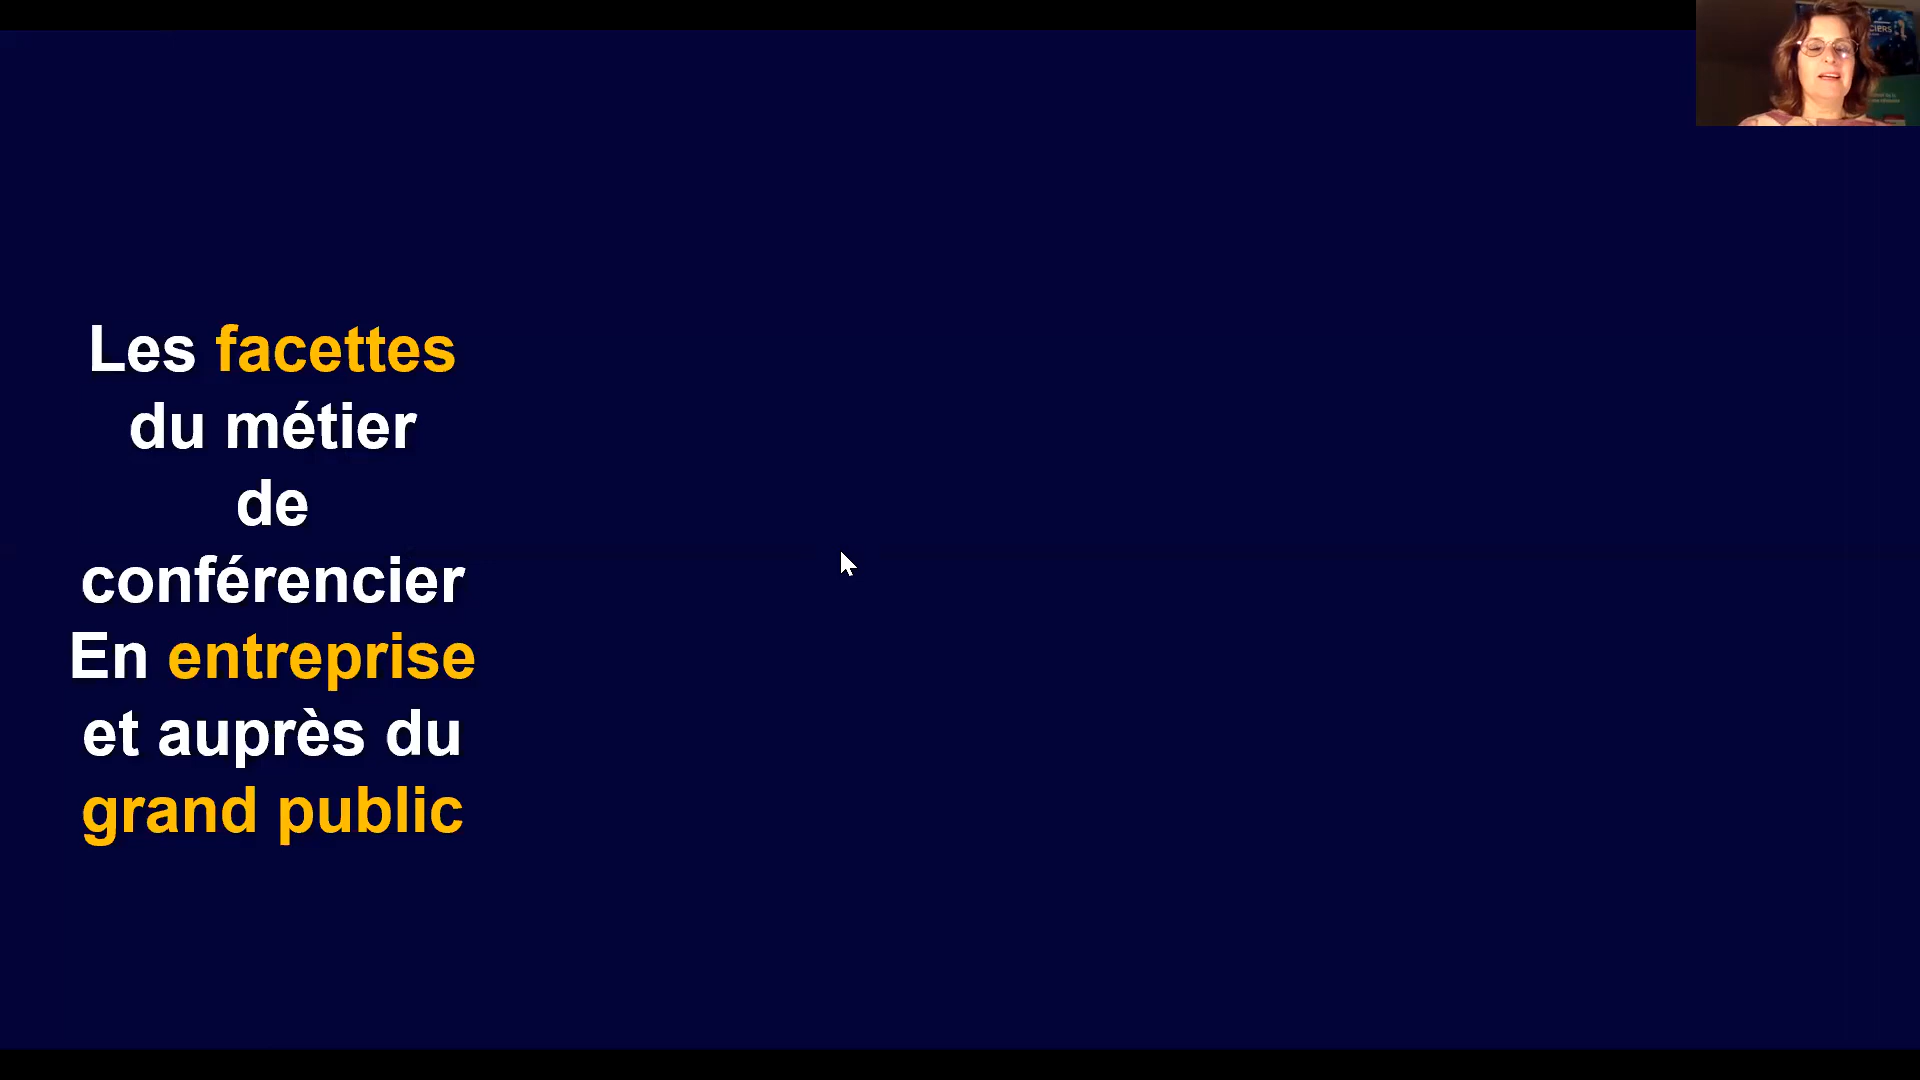 Les facettes
du métier
de
conférencier
En entreprise
et auprès du
grand public